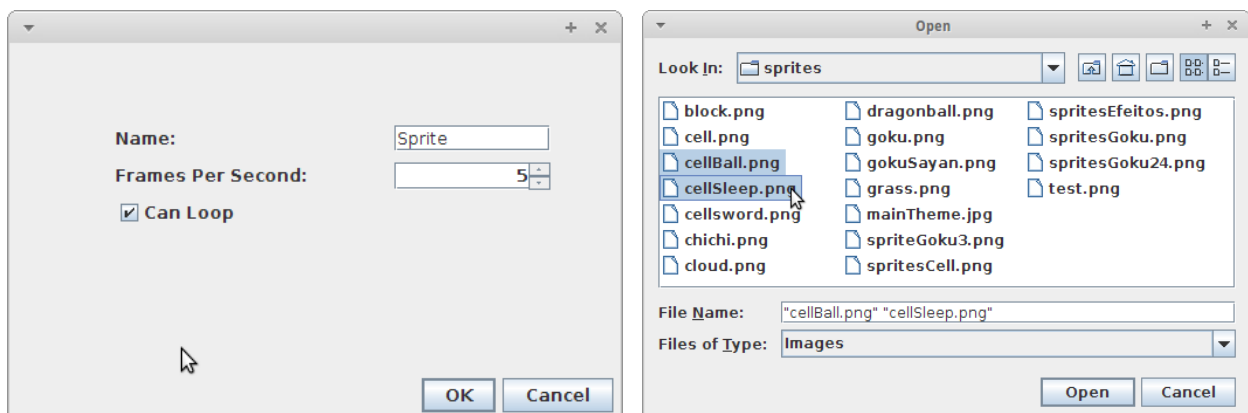 Name: Sprite
Frames Per Second: 5
Can Loop
OK Cancel
Open
Look In: sprites
block.png dragonball.png spritesEfeitos.png
cell.png goku.png spritesGoku.png
cellBall.png gokuSayan.png spritesGoku24.png
cellSleep.png grass.png test.png
cellsword.png mainTheme.jpg
chichi.png spriteGoku3.png
cloud.png spritesCell.png
File Name: "cellBall.png" "cellSleep.png"
Files of Type: Images
Open Cancel